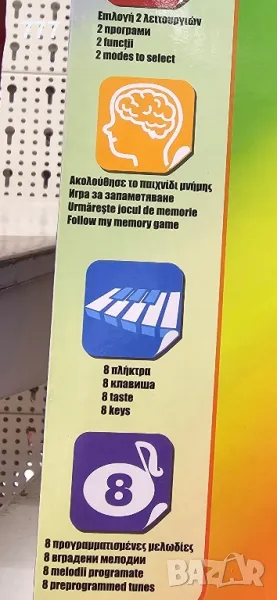 Επιλογή 2 λειτουργιών
2 програми
2 funcții
2 modes to select
Ακολούθησε το παιχνίδι μνήμης
Игра за запаметяване
Urmărește jocul de memorie
Follow my memory game
8 πλήκτρα
8 клавиша
8 taste
8 keys
8
8 προγραμματισμένες μελωδίες
8 вградени мелодии
8 melodii programate
8 preprogrammed tunes
BAZAR